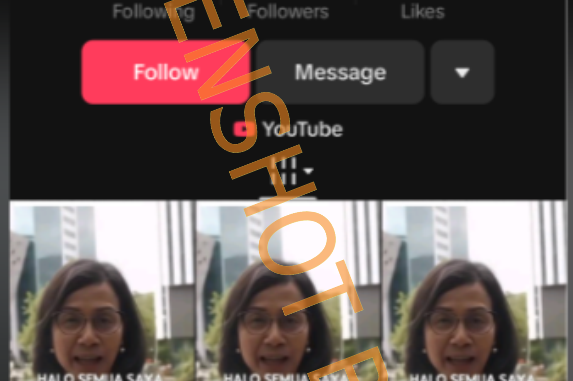 Following Followers Likes
Follow Message
YouTube
ENSHOT
HALO SEMUA SAYA HALO SEMUA SAYA HALO SEMUA SAYA